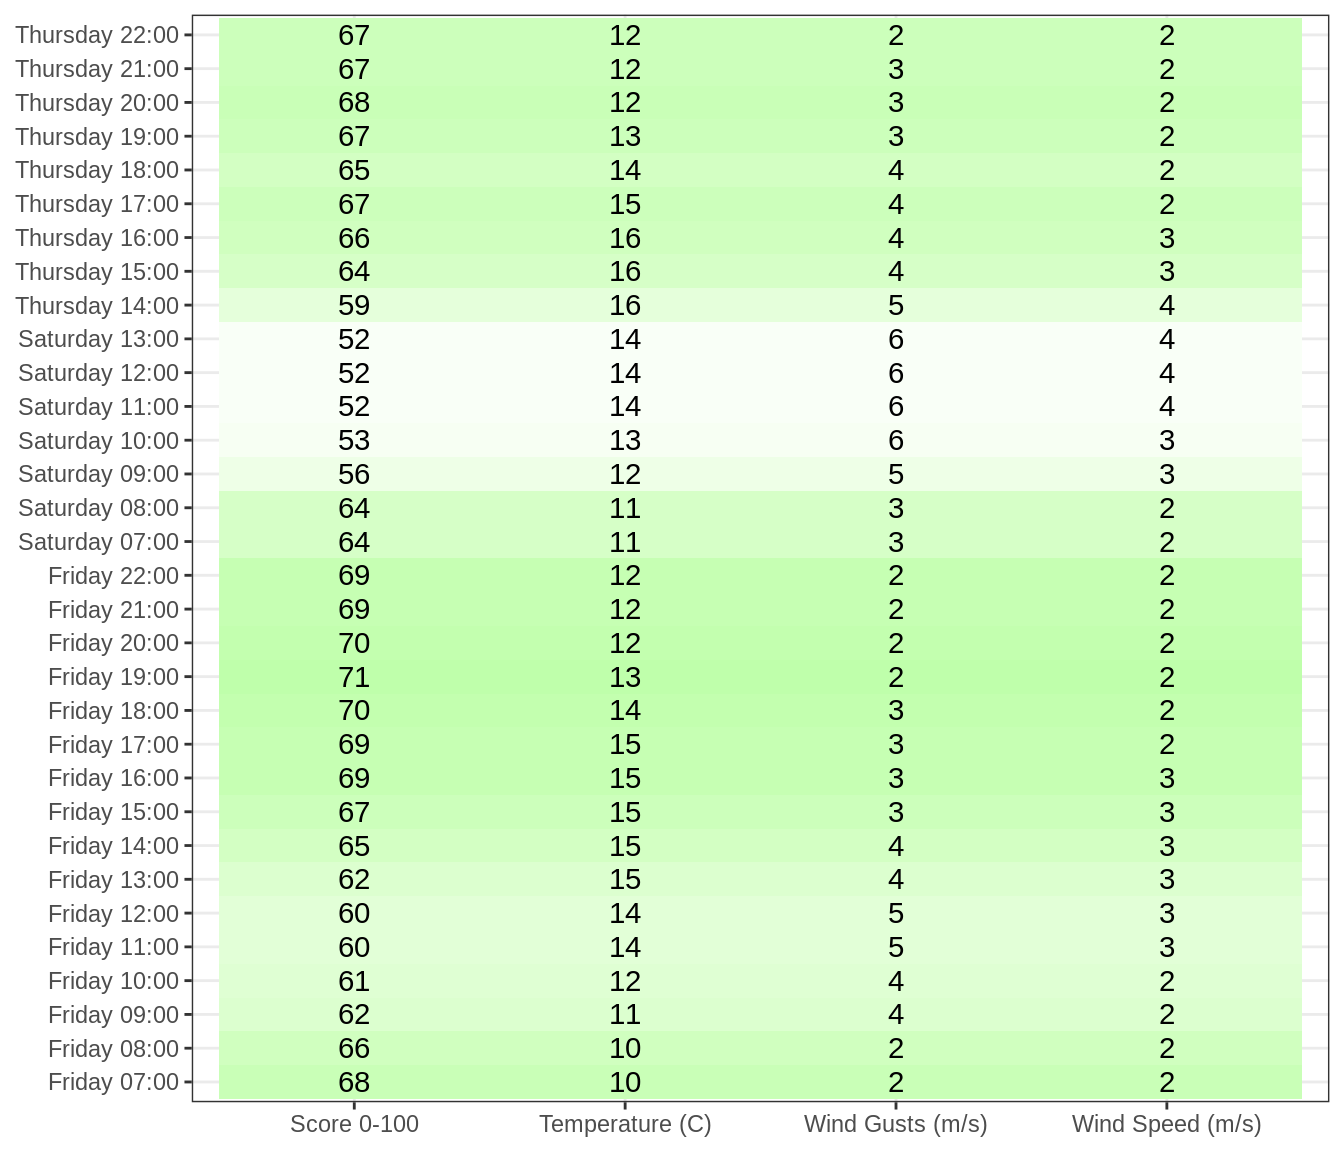 Thursday 22:00 67 12 2 2
Thursday 21:00 67 12 3 2
Thursday 20:00 68 12 3 2
Thursday 19:00 67 13 3 2
Thursday 18:00 65 14 4 2
Thursday 17:00 67 15 4 2
Thursday 16:00 66 16 4 3
Thursday 15:00 64 16 4 3
Thursday 14:00 59 16 5 4
Saturday 13:00 52 14 6 4
Saturday 12:00 52 14 6 4
Saturday 11:00 52 14 6 4
Saturday 10:00 53 13 6 3
Saturday 09:00 56 12 5 3
Saturday 08:00 64 11 3 2
Saturday 07:00 64 11 3 2
Friday 22:00 69 12 2 2
Friday 21:00 69 12 2 2
Friday 20:00 70 12 2 2
Friday 19:00 71 13 2 2
Friday 18:00 70 14 3 2
Friday 17:00 69 15 3 2
Friday 16:00 69 15 3 3
Friday 15:00 67 15 3 3
Friday 14:00 65 15 4 3
Friday 13:00 62 15 4 3
Friday 12:00 60 14 5 3
Friday 11:00 60 14 5 3
Friday 10:00 61 12 4 2
Friday 09:00 62 11 4 2
Friday 08:00 66 10 2 2
Friday 07:00 68 10 2 2
Score 0-100 Temperature (C) Wind Gusts (m/s) Wind Speed (m/s)